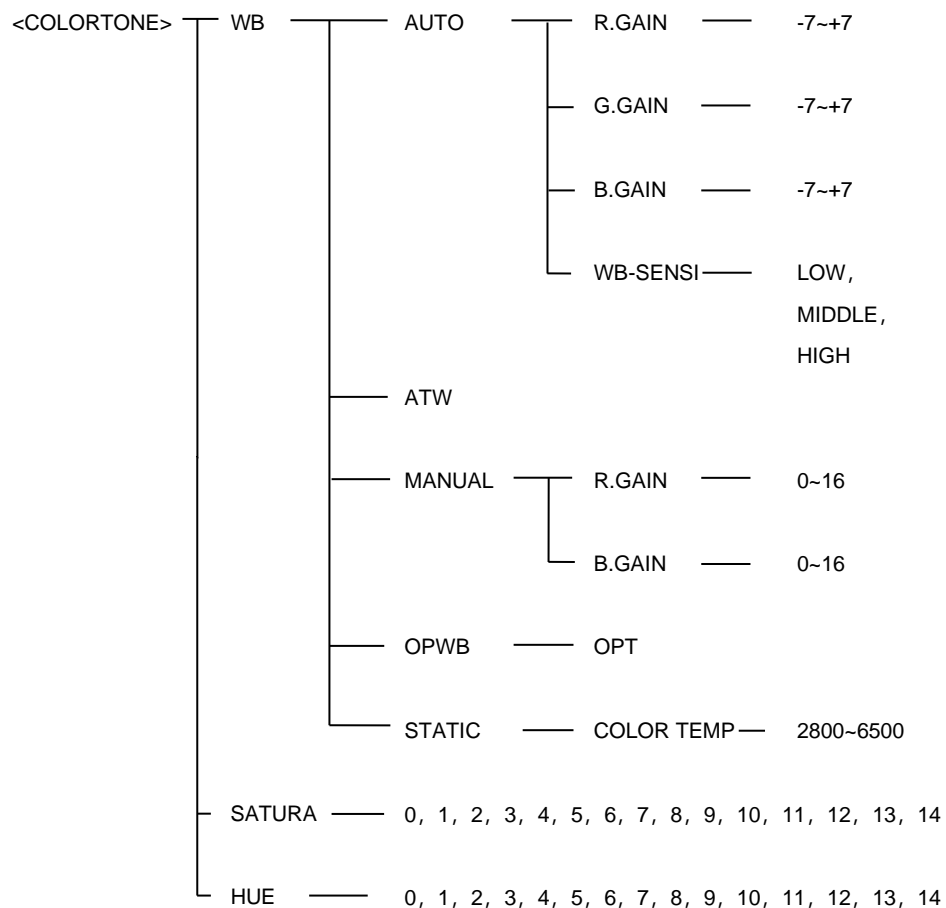 <COLORTONE> WB AUTO R.GAIN -7~+7
G.GAIN -7~+7
B.GAIN -7~+7
WB-SENSI LOW,
MIDDLE,
HIGH
ATW
MANUAL R.GAIN 0~16
B.GAIN 0~16
OPWB OPT
STATIC COLOR TEMP 2800~6500
SATURA 0, 1, 2, 3, 4, 5, 6, 7, 8, 9, 10, 11, 12, 13, 14
HUE 0, 1, 2, 3, 4, 5, 6, 7, 8, 9, 10, 11, 12, 13, 14